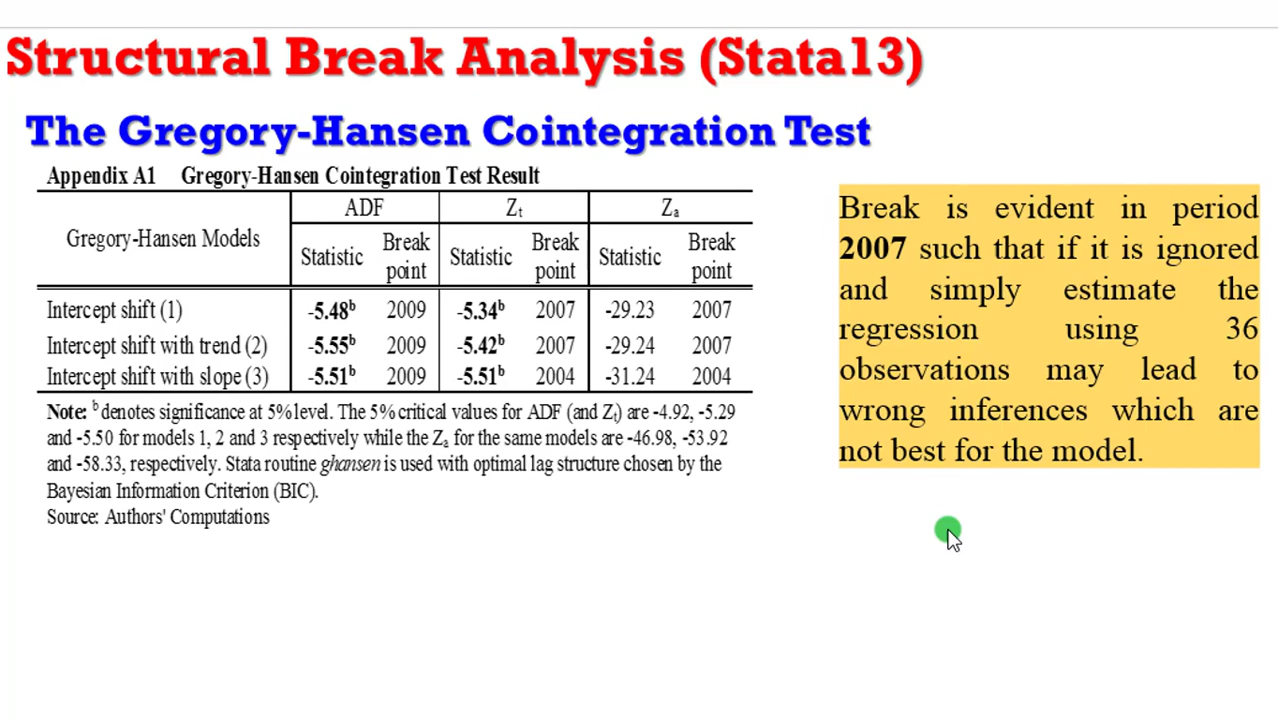 Structural Break Analysis (Stata13)
The Gregory-Hansen Cointegration Test
Appendix A1 Gregory-Hansen Cointegration Test Result
Gregory-Hansen Models ADF Zt Za
Statistic Break point Statistic Break point Statistic Break point
Intercept shift (1) -5.48b 2009 -5.34b 2007 -29.23 2007
Intercept shift with trend (2) -5.55b 2009 -5.42b 2007 -29.24 2007
Intercept shift with slope (3) -5.51b 2009 -5.51b 2004 -31.24 2004
Note: b denotes significance at 5% level. The 5% critical values for ADF (and Zt) are -4.92, -5.29
and -5.50 for models 1, 2 and 3 respectively while the Za for the same models are -46.98, -53.92
and -58.33, respectively. Stata routine ghansen is used with optimal lag structure chosen by the
Bayesian Information Criterion (BIC).
Source: Authors' Computations
Break is evident in period
2007 such that if it is ignored
and simply estimate the
regression using 36
observations may lead to
wrong inferences which are
not best for the model.